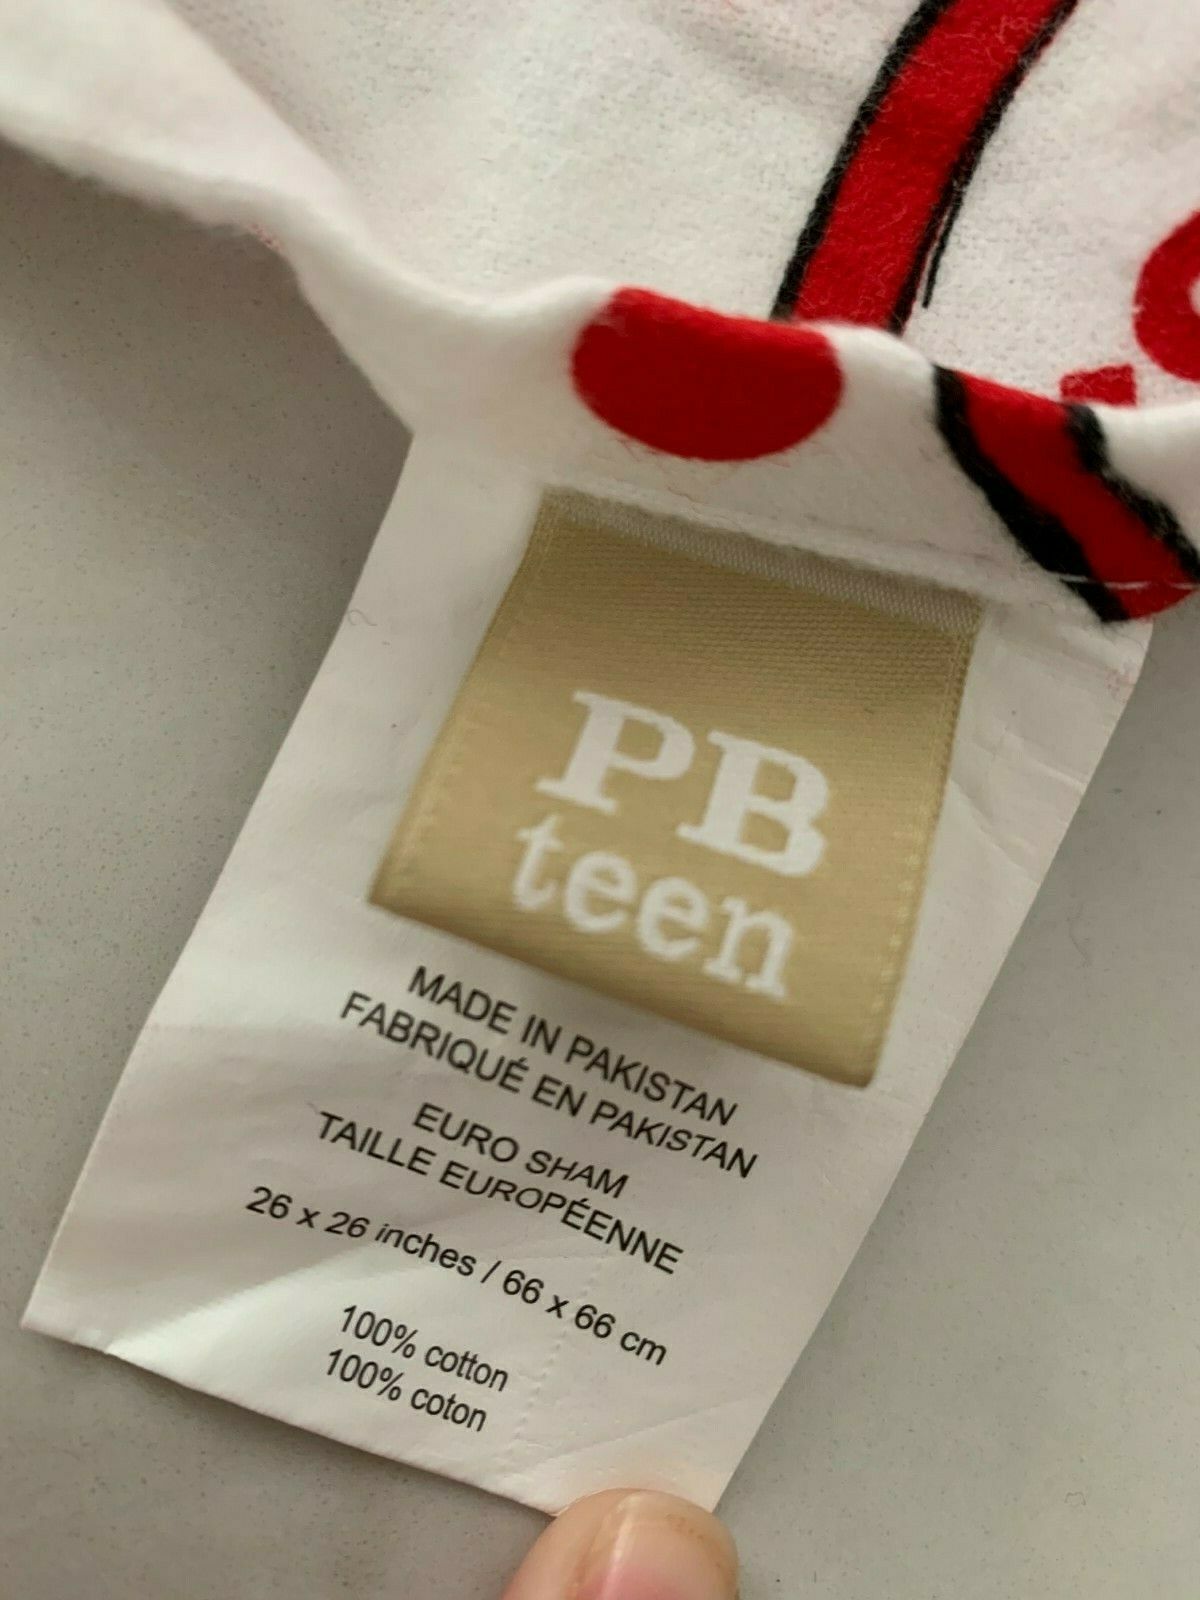 PB
teen
MADE IN PAKISTAN
FABRIQUÉ EN PAKISTAN
EURO SHAM
TAILLE EUROPÉENNE
26 x 26 inches / 66 x 66 cm
100% cotton
100% coton